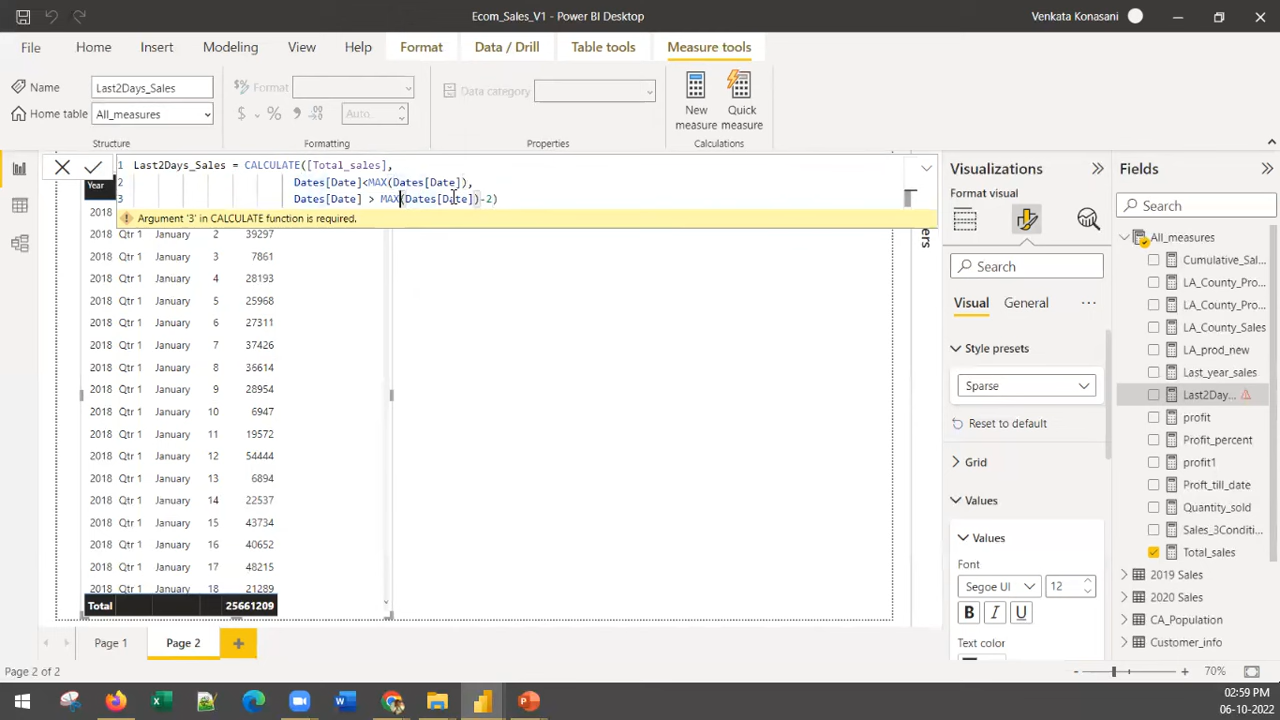 Ecom_Sales_V1 - Power BI Desktop
Venkata Konasani
File Home Insert Modeling View Help Format Data / Drill Table tools Measure tools
Name Last2Days_Sales
Home table All_measures
Structure
Format
$ % Auto
Formatting
Data category
Properties
New measure
Quick measure
Calculations
1 Last2Days_Sales = CALCULATE([Total_sales],
2 Dates[Date]<MAX(Dates[Date]),
3 Dates[Date] > MAX(Dates[Date])-2)
Argument '3' in CALCULATE function is required.
Year
2018
2018 Qtr 1 January 2 39297
2018 Qtr 1 January 3 7861
2018 Qtr 1 January 4 28193
2018 Qtr 1 January 5 25968
2018 Qtr 1 January 6 27311
2018 Qtr 1 January 7 37426
2018 Qtr 1 January 8 36614
2018 Qtr 1 January 9 28954
2018 Qtr 1 January 10 6947
2018 Qtr 1 January 11 19572
2018 Qtr 1 January 12 54444
2018 Qtr 1 January 13 6894
2018 Qtr 1 January 14 22537
2018 Qtr 1 January 15 43734
2018 Qtr 1 January 16 40652
2018 Qtr 1 January 17 48215
2018 Qtr 1 January 18 21289
Total 25661209
ers
Visualizations
Format visual
Search
Visual General ...
Style presets
Sparse
Reset to default
Grid
Values
Values
Font
Segoe UI 12
B I U
Text color
Fields
Search
All_measures
Cumulative_Sal...
LA_County_Pro...
LA_County_Pro...
LA_County_Sales
LA_prod_new
Last_year_sales
Last2Day...
profit
Profit_percent
profit1
Proft_till_date
Quantity_sold
Sales_3Conditi...
Total_sales
2019 Sales
2020 Sales
CA_Population
Customer_info
Page 1 Page 2 +
Page 2 of 2
- + 70%
02:59 PM
06-10-2022